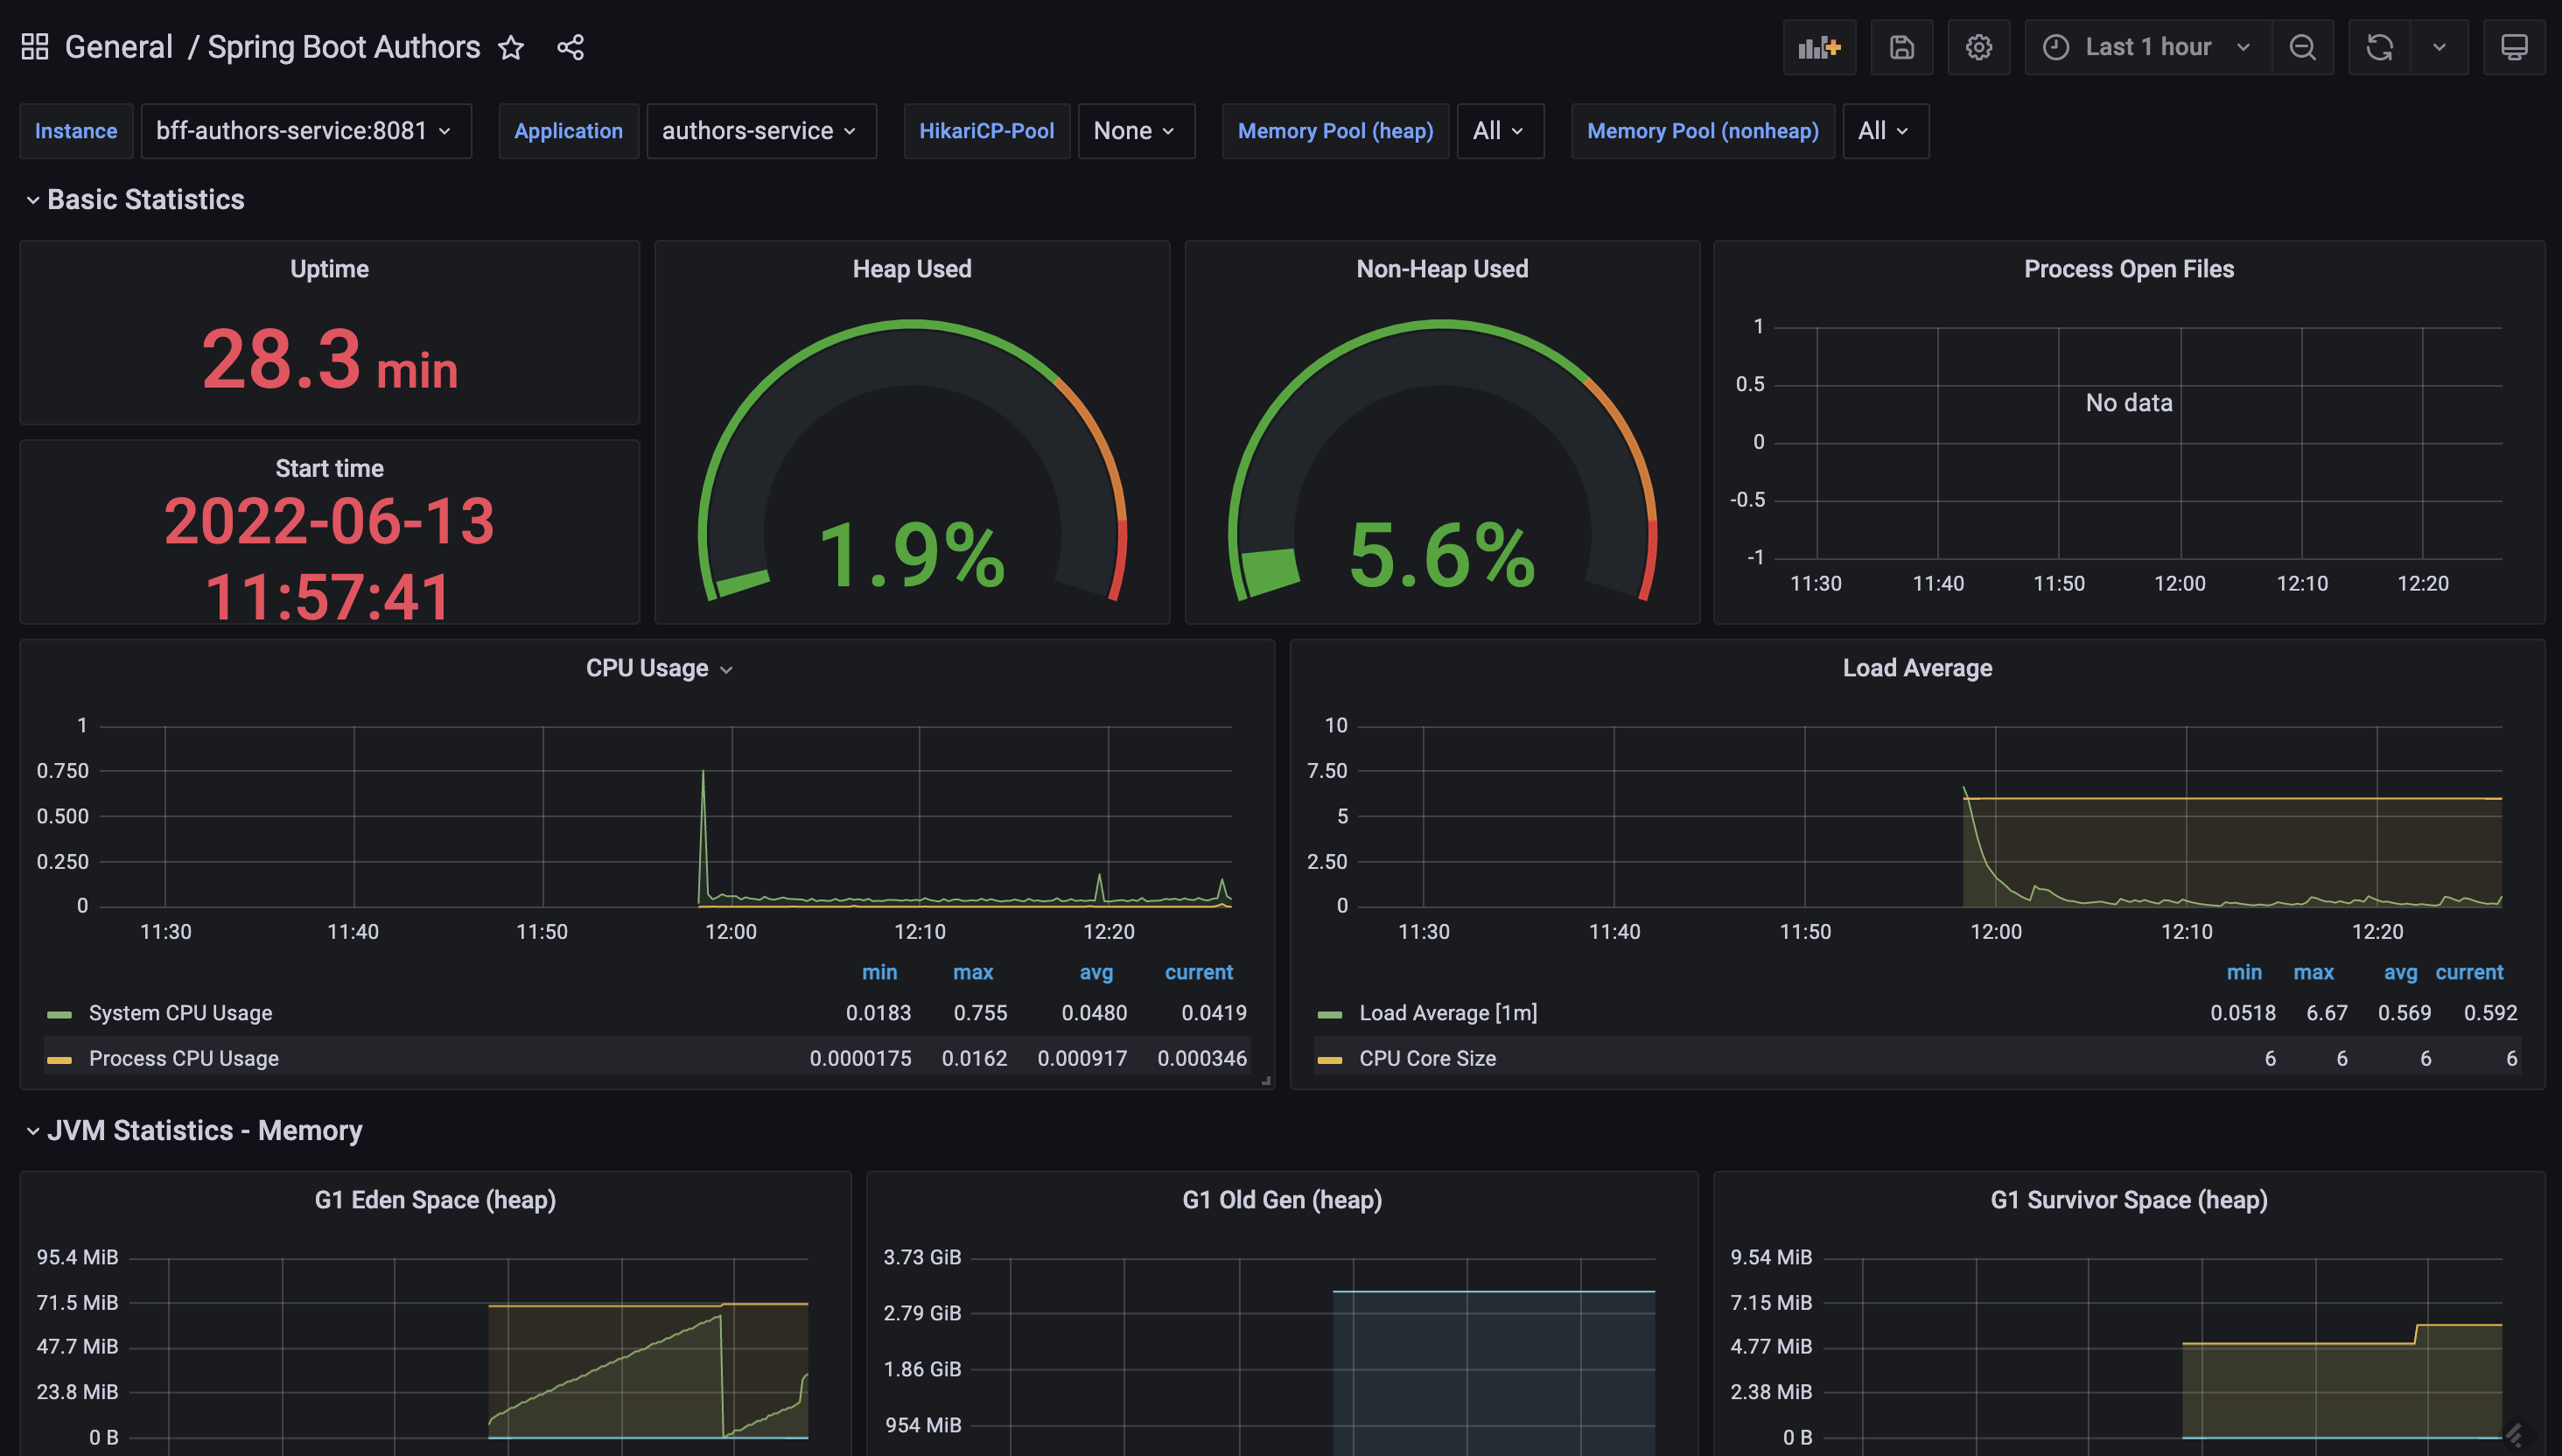 General / Spring Boot Authors
Last 1 hour
Instance bff-authors-service:8081 Application authors-service HikariCP-Pool None Memory Pool (heap) All Memory Pool (nonheap) All
Basic Statistics
Uptime
28.3 min
Start time
2022-06-13
11:57:41
Heap Used
1.9%
Non-Heap Used
5.6%
Process Open Files
1
0.5
0
-0.5
-1
No data
11:30 11:40 11:50 12:00 12:10 12:20
CPU Usage
1
0.750
0.500
0.250
0
11:30 11:40 11:50 12:00 12:10 12:20
min max avg current
System CPU Usage 0.0183 0.755 0.0480 0.0419
Process CPU Usage 0.0000175 0.0162 0.000917 0.000346
Load Average
10
7.50
5
2.50
0
11:30 11:40 11:50 12:00 12:10 12:20
min max avg current
Load Average [1m] 0.0518 6.67 0.569 0.592
CPU Core Size 6 6 6 6
JVM Statistics - Memory
G1 Eden Space (heap)
95.4 MiB
71.5 MiB
47.7 MiB
23.8 MiB
0 B
G1 Old Gen (heap)
3.73 GiB
2.79 GiB
1.86 GiB
954 MiB
G1 Survivor Space (heap)
9.54 MiB
7.15 MiB
4.77 MiB
2.38 MiB
0 B